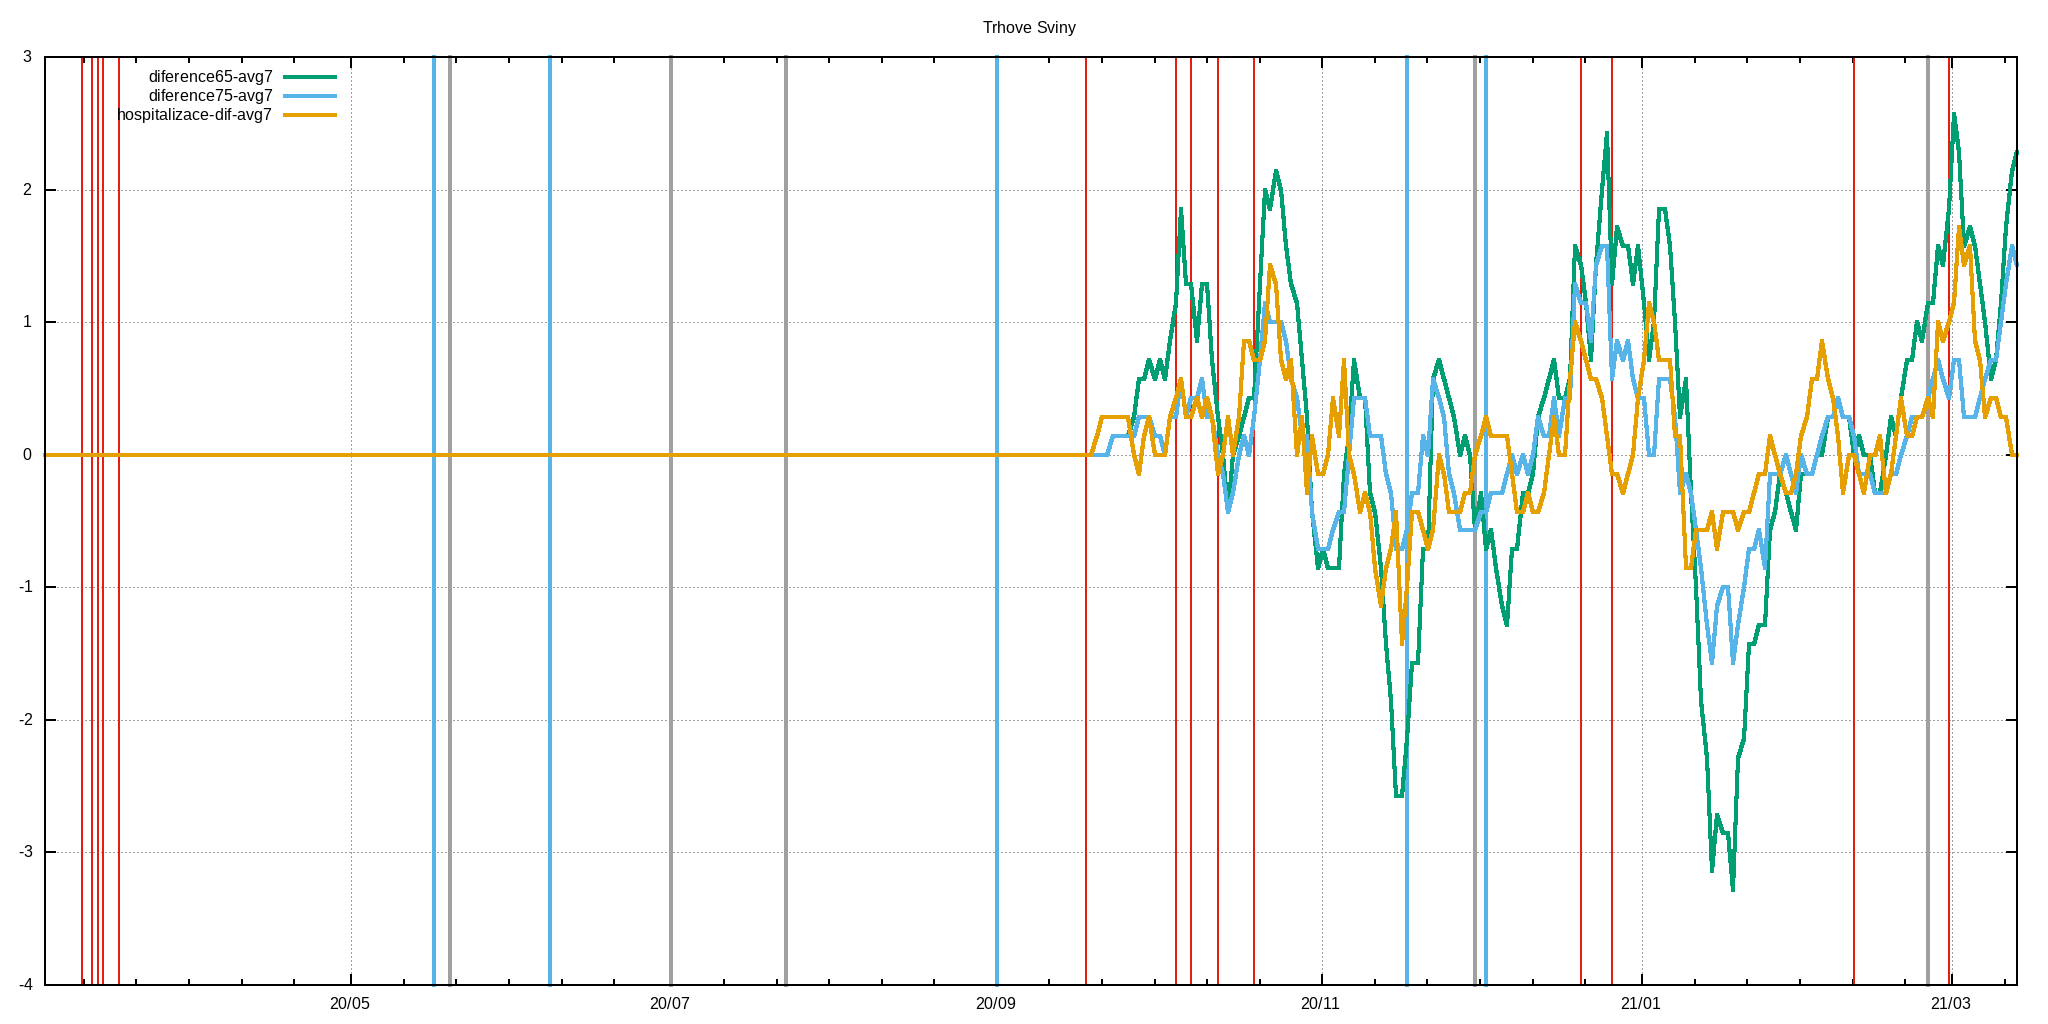 Trhove Sviny
diference65-avg7
diference75-avg7
hospitalizace-dif-avg7
3
2
1
0
-1
-2
-3
-4
20/05 20/07 20/09 20/11 21/01 21/03